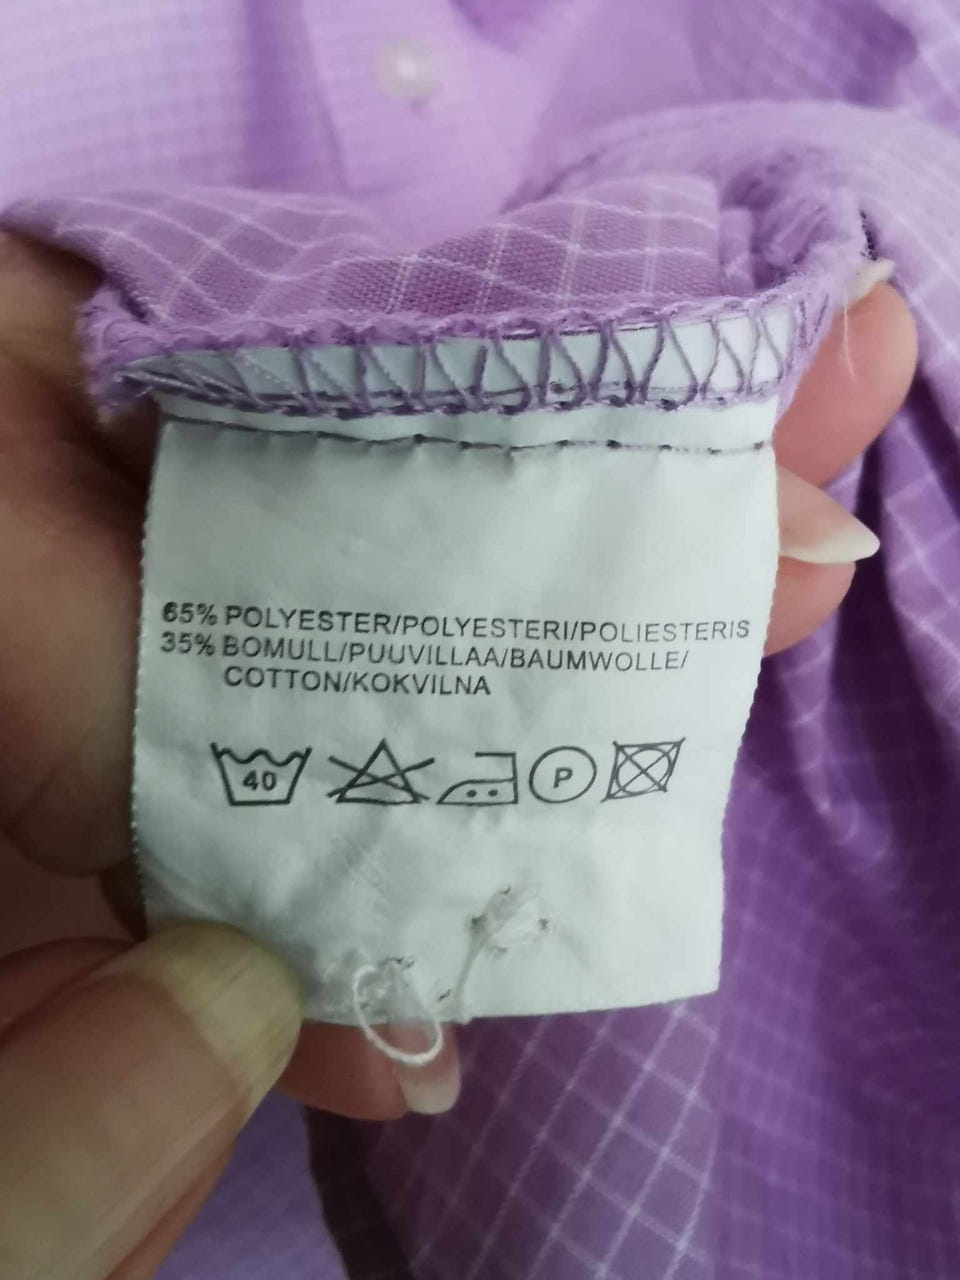 65% POLYESTER/POLYESTERI/POLIESTERIS
35% BOMULL/PUUVILLAA/BAUMWOLLE/
COTTON/KOKVILNA
40 P